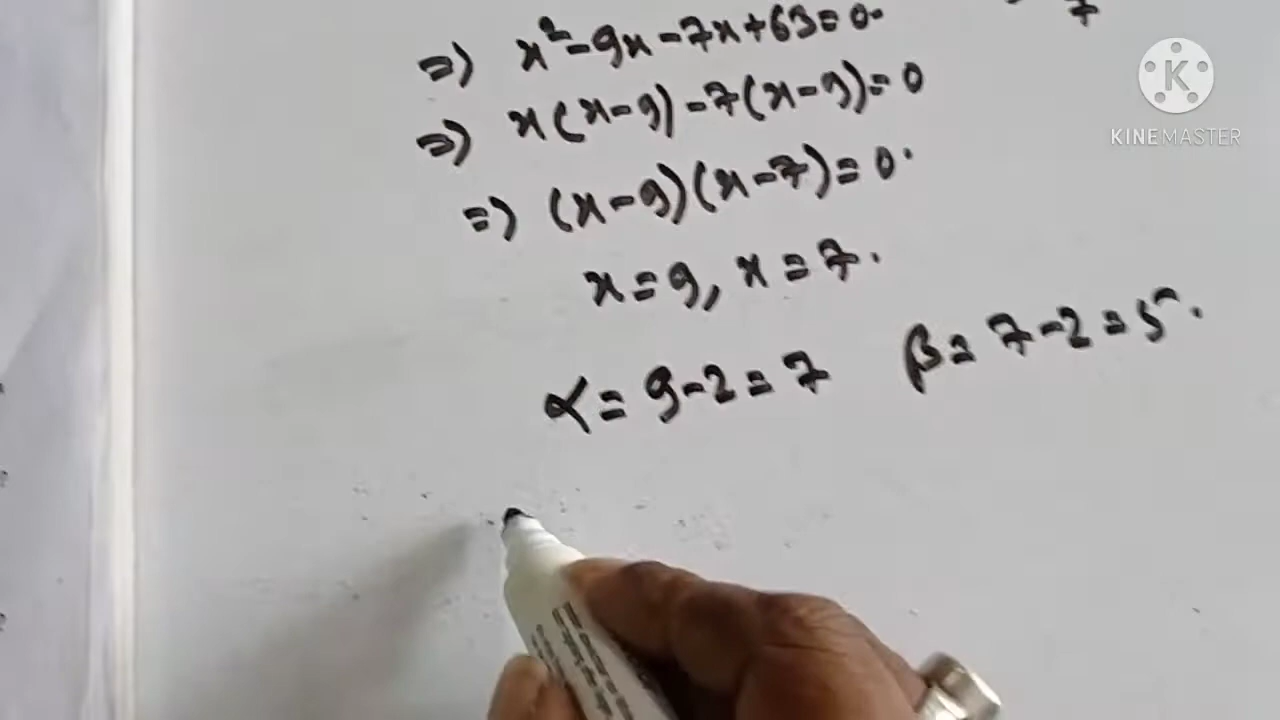 =) x²-9x-7x+63=0.
7
=) x(x-9)-7(x-9)=0
=) (x-9)(x-7)=0.
x=9, x=7.
α=9-2=7 β=7-2=5.
K
KINEMASTER